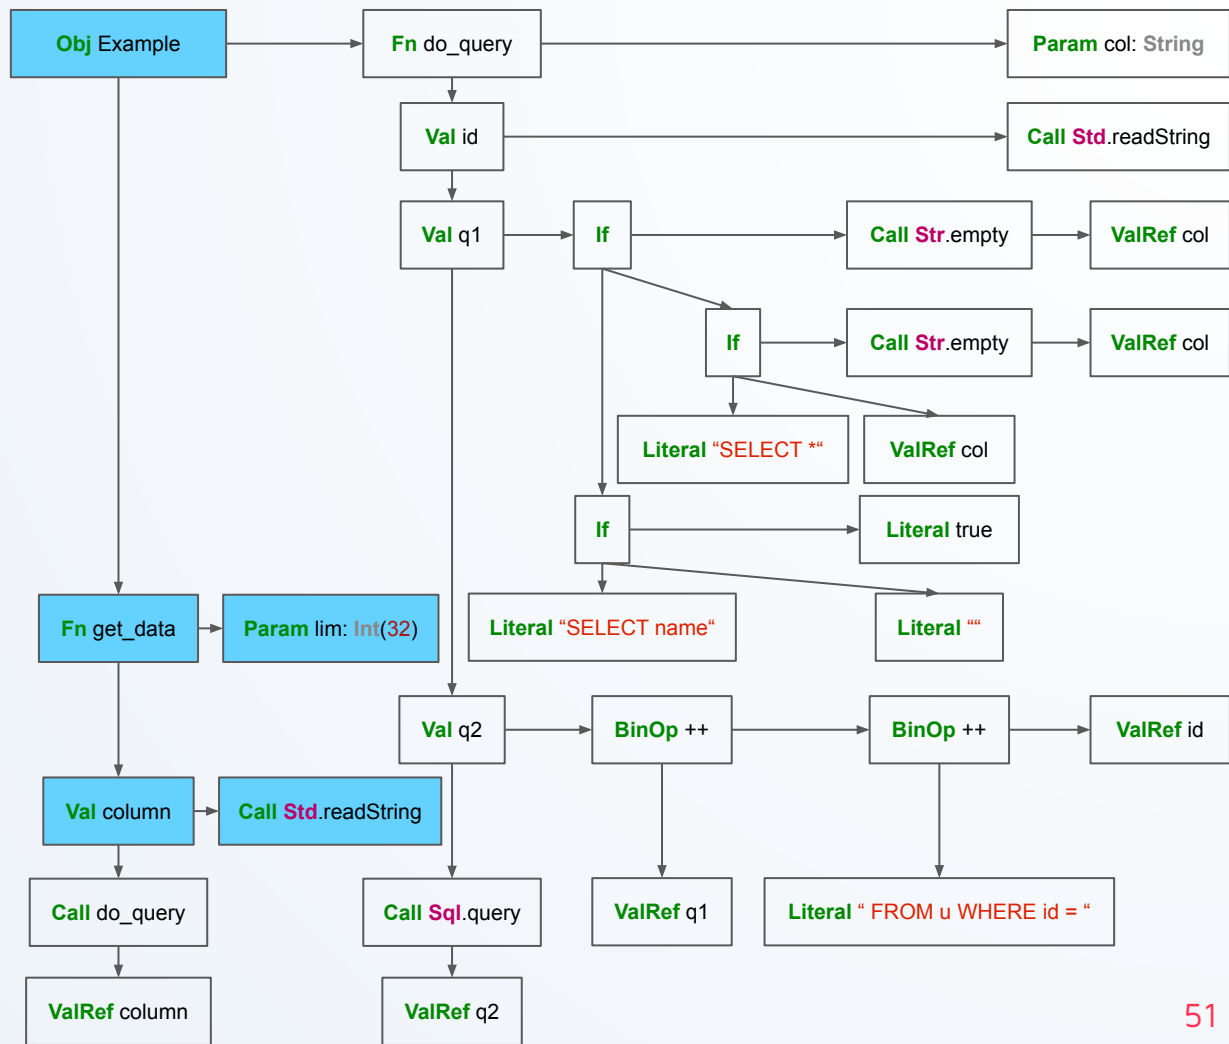 Obj Example
Fn do_query
Param col: String
Val id
Call Std.readString
Val q1
If
Call Str.empty
ValRef col
If
Call Str.empty
ValRef col
Literal “SELECT *“
ValRef col
If
Literal true
Fn get_data
Param lim: Int(32)
Literal “SELECT name“
Literal ““
Val q2
BinOp ++
BinOp ++
ValRef id
Val column
Call Std.readString
Call do_query
Call Sql.query
ValRef q1
Literal “ FROM u WHERE id = “
ValRef column
ValRef q2
51